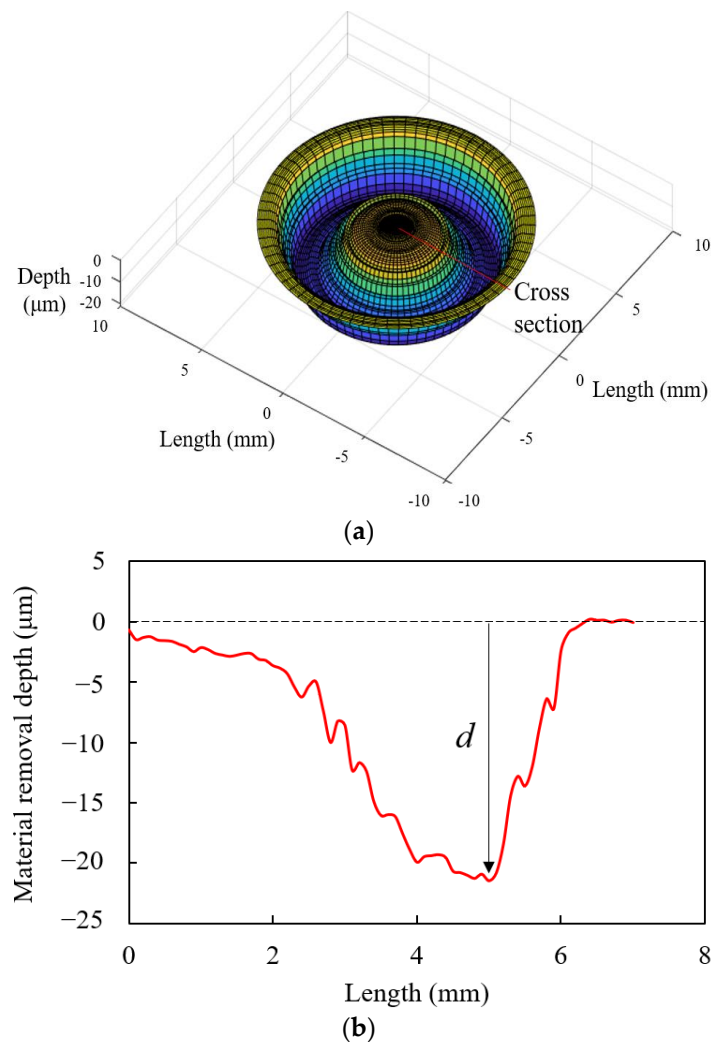 10
5
0
-5
-10
Length (mm)
Cross
section
0
-10
-20
Depth
(μm)
10
5
0
-5
-10
Length (mm)
(a)
5
0
−5
−10
−15
−20
−25
Material removal depth (μm)
d
0
2
4
6
8
Length (mm)
(b)